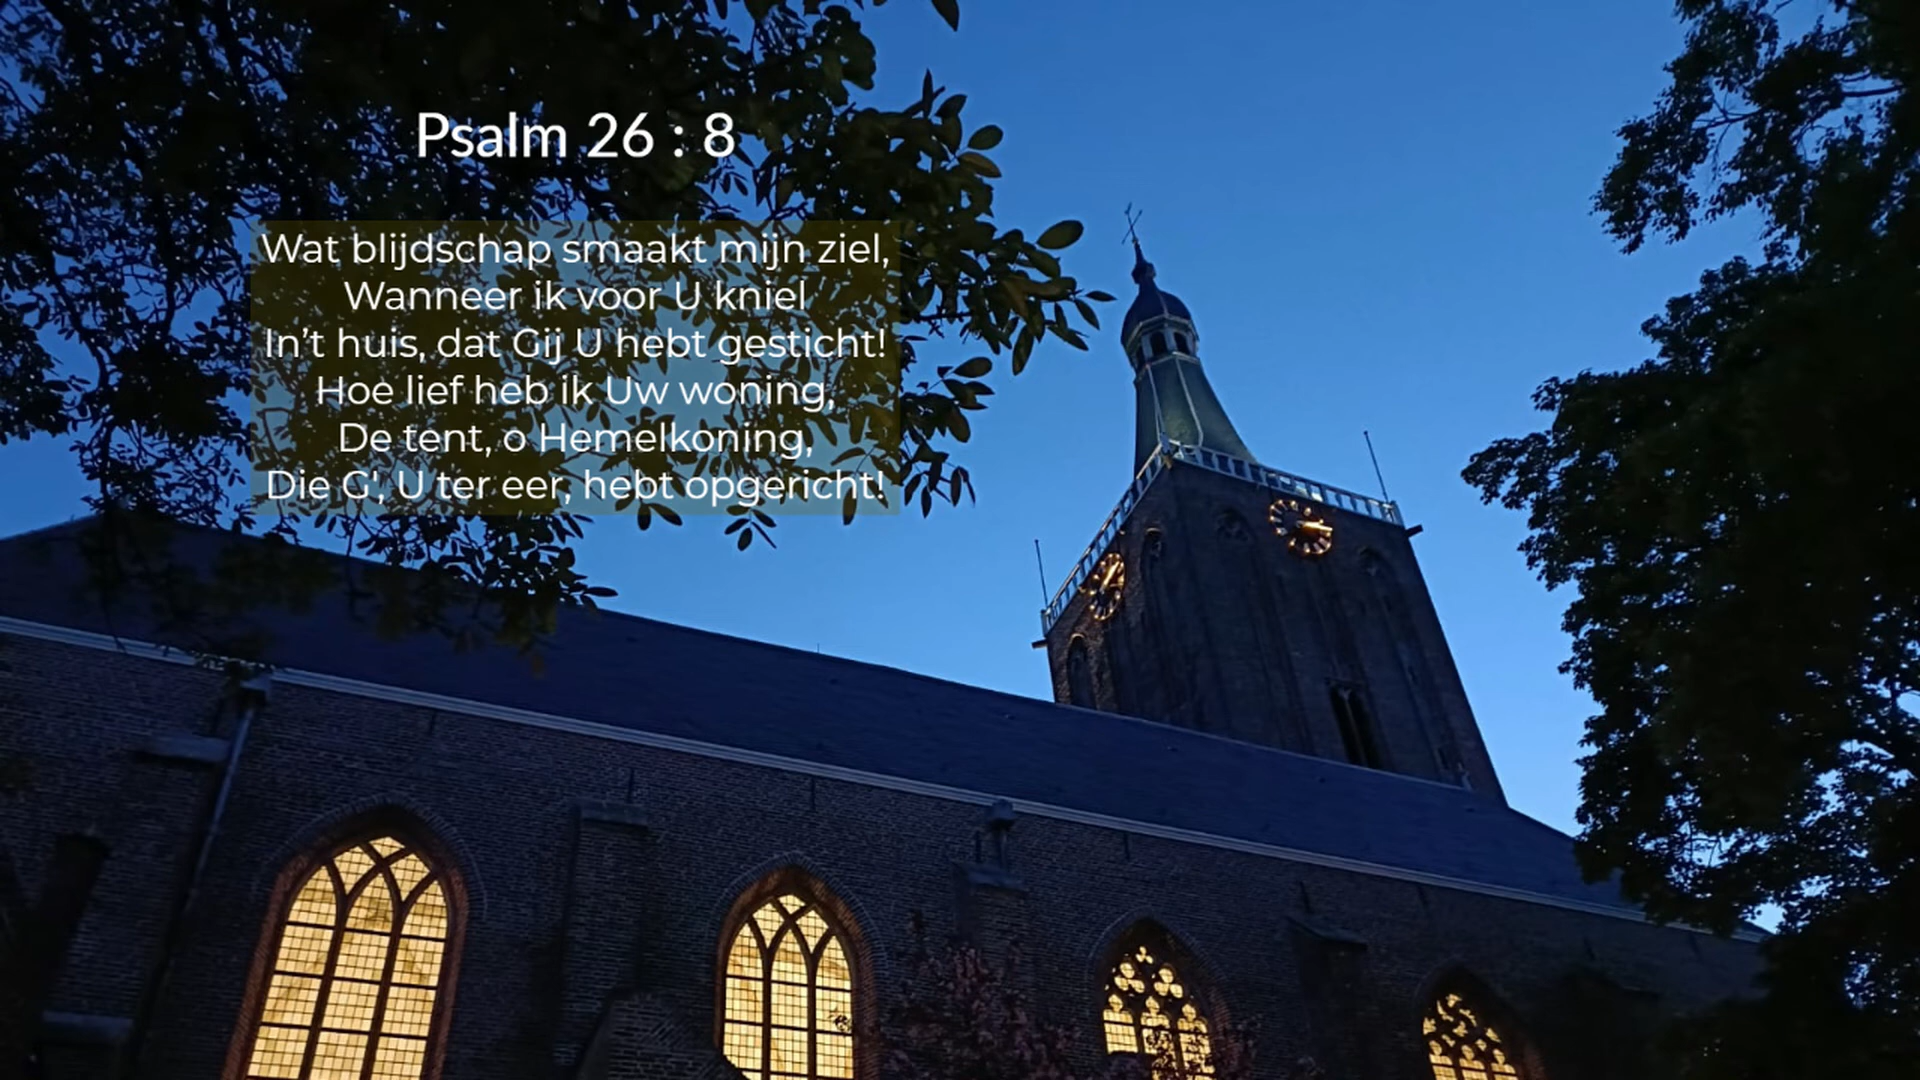 Psalm 26 : 8
Wat blijdschap smaakt mijn ziel,
Wanneer ik voor U kniel
In't huis, dat Gij U hebt gesticht!
Hoe lief heb ik Uw woning,
De tent, o Hemelkoning,
Die G', U ter eer, hebt opgericht!